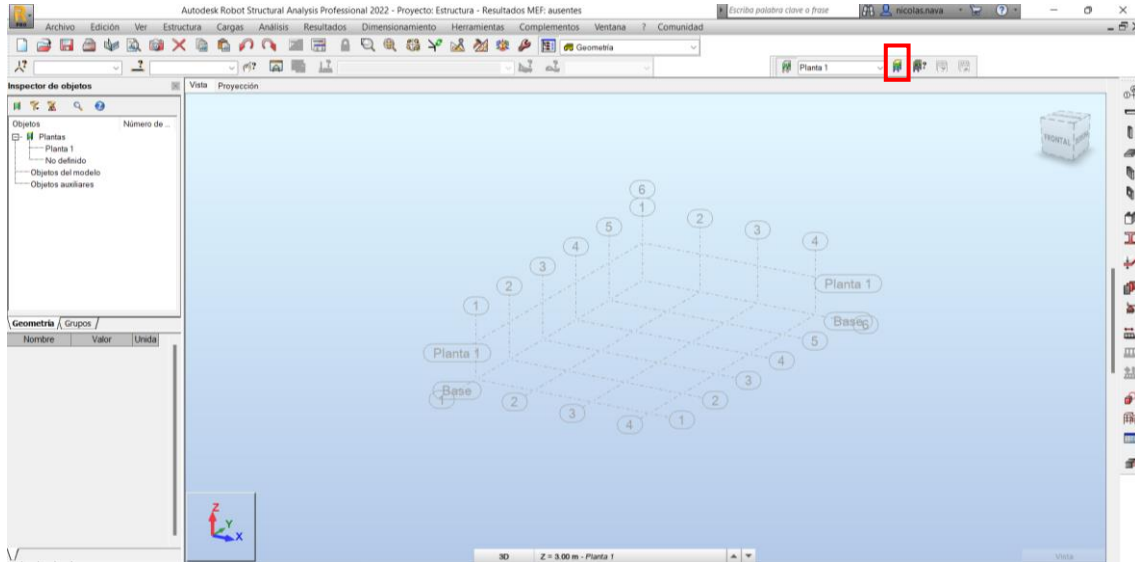 Autodesk Robot Structural Analysis Professional 2022 - Proyecto: Estructura - Resultados MEF: ausentes
Escriba palabra clave o frase
nicolas.nava
PRO
Archivo Edición Ver Estructura Cargas Análisis Resultados Dimensionamiento Herramientas Complementos Ventana ? Comunidad
Geometría
Planta 1
Inspector de objetos
Vista Proyección
Objetos Número de ...
Plantas
Planta 1
No definido
Objetos del modelo
Objetos auxiliares
Geometría Grupos
Nombre Valor Unida
FRONTAL
6
1 2 3 4
5
4
3
2
1
Planta 1
Planta 1
Base 6
5
4
3
2
1
Base
1 2 3 4
Z
Y
X
3D Z = 3.00 m - Planta 1
Vista